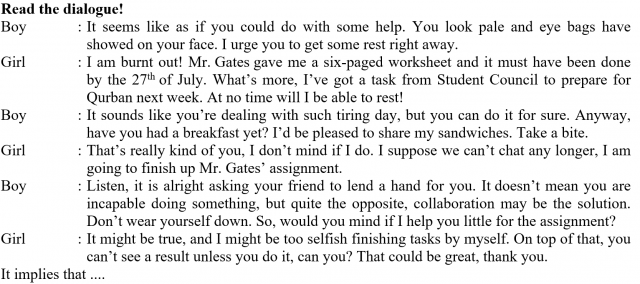 Read the dialogue!
Boy : It seems like as if you could do with some help. You look pale and eye bags have
showed on your face. I urge you to get some rest right away.
Girl : I am burnt out! Mr. Gates gave me a six-paged worksheet and it must have been done
by the 27th of July. What's more, I've got a task from Student Council to prepare for
Qurban next week. At no time will I be able to rest!
Boy : It sounds like you're dealing with such tiring day, but you can do it for sure. Anyway,
have you had a breakfast yet? I'd be pleased to share my sandwiches. Take a bite.
Girl : That's really kind of you, I don't mind if I do. I suppose we can't chat any longer, I am
going to finish up Mr. Gates' assignment.
Boy : Listen, it is alright asking your friend to lend a hand for you. It doesn't mean you are
incapable doing something, but quite the opposite, collaboration may be the solution.
Don't wear yourself down. So, would you mind if I help you little for the assignment?
Girl : It might be true, and I might be too selfish finishing tasks by myself. On top of that, you
can't see a result unless you do it, can you? That could be great, thank you.
It implies that ....